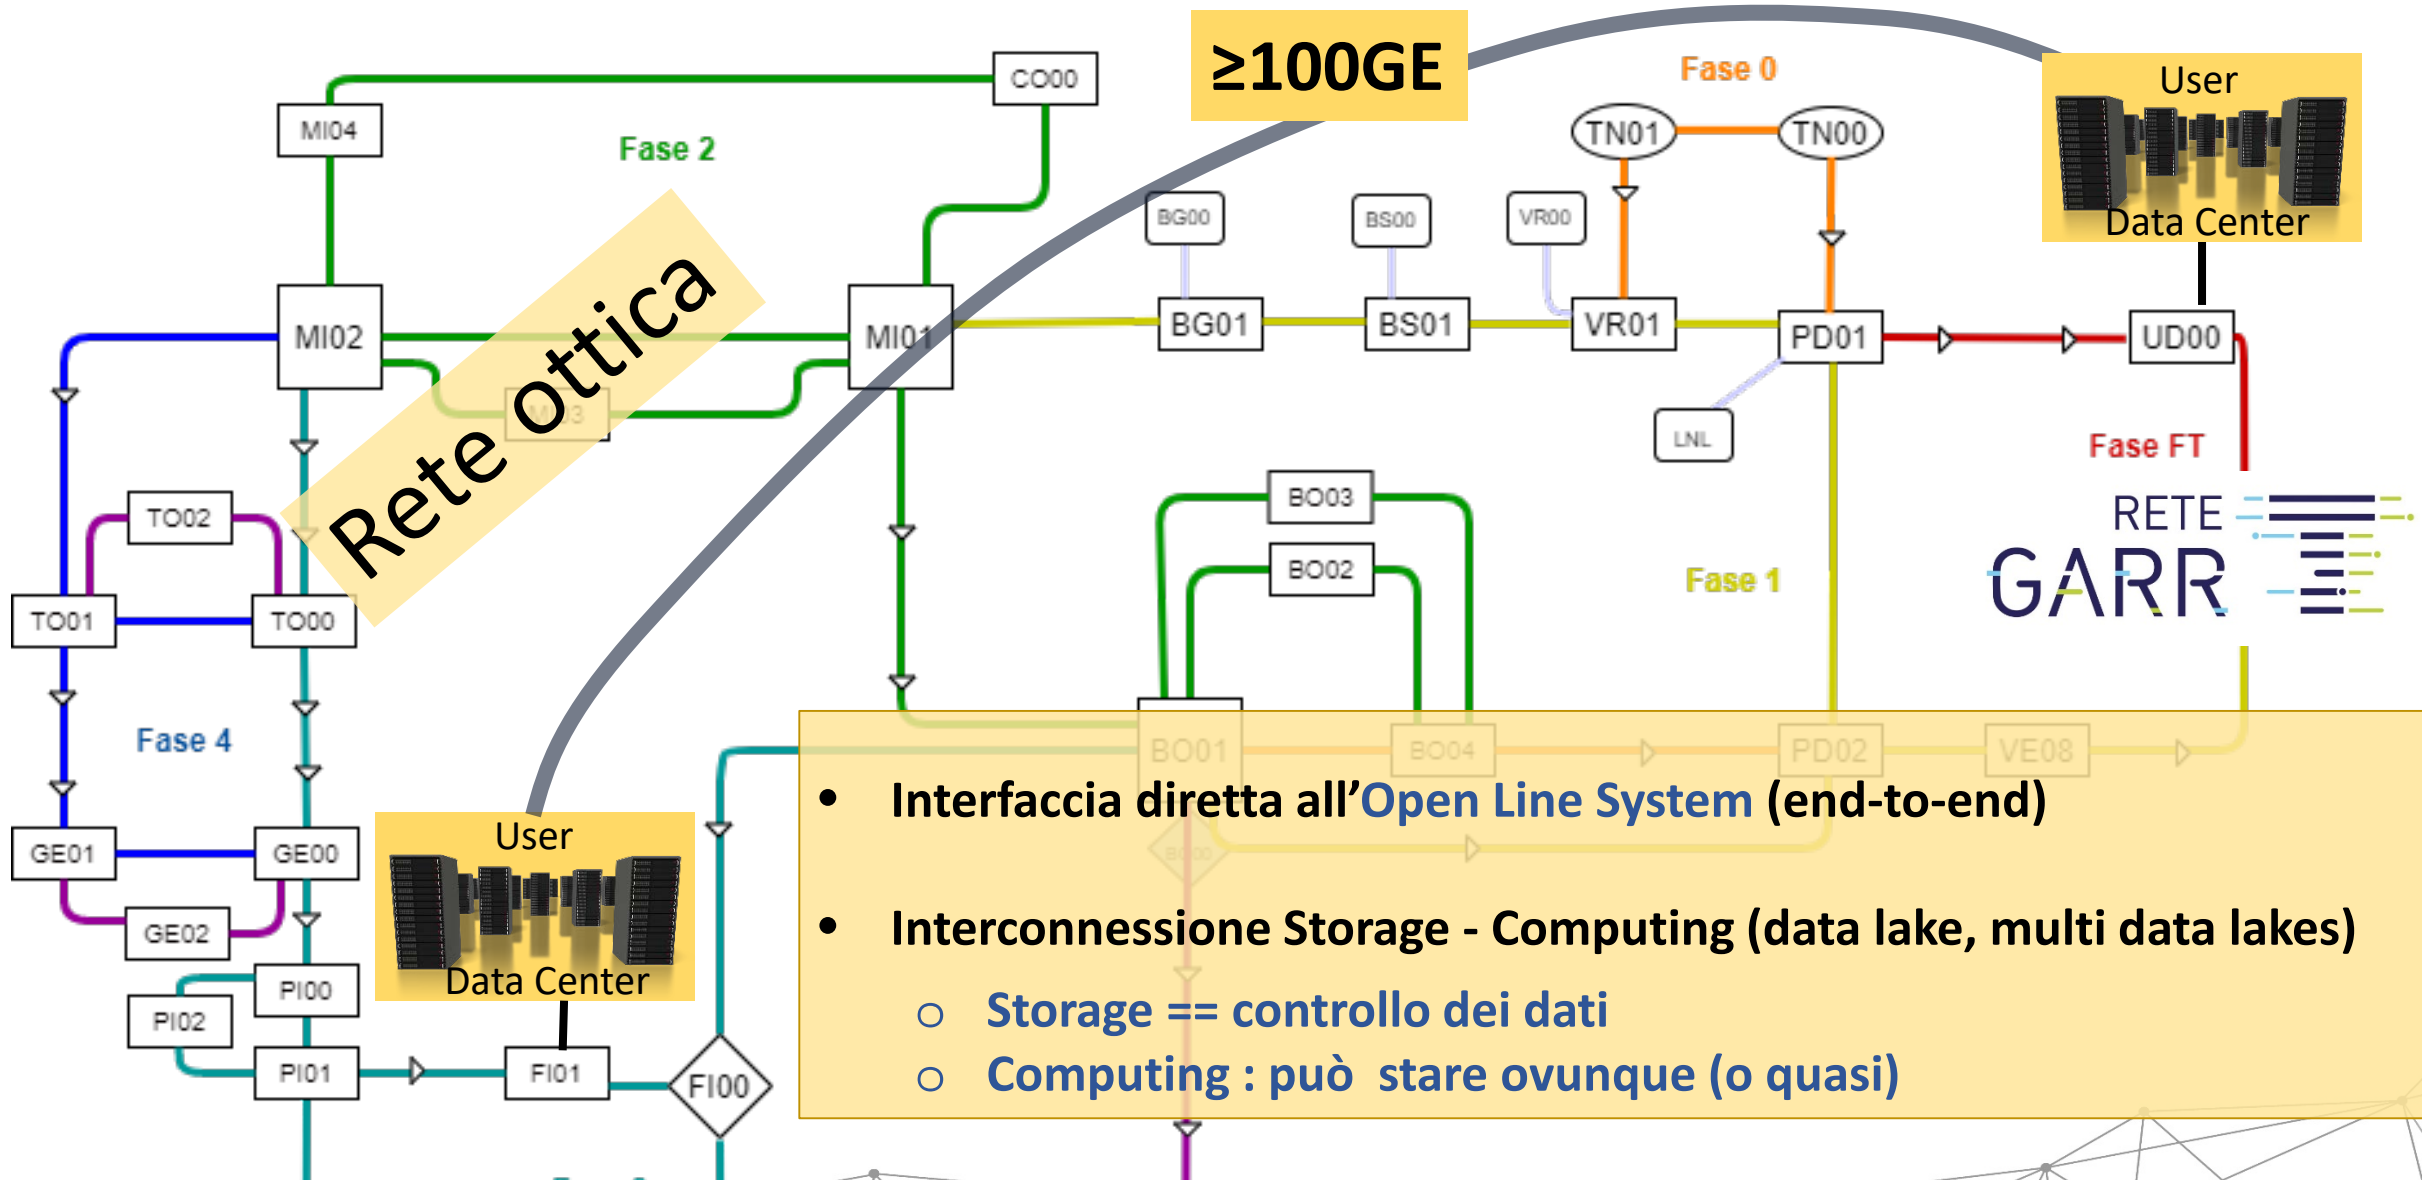 ≥100GE
User
Data Center
CO00
Fase 0
MI04
TN01
TN00
Fase 2
BG00
BS00
VR00
Rete ottica
MI02
MI01
BG01
BS01
VR01
PD01
UD00
MI03
LNL
Fase FT
TO02
BO03
RETE
GARR
BO02
Fase 1
TO01
TO00
Fase 4
BO01
BO04
PD02
VE08
• Interfaccia diretta all’Open Line System (end-to-end)
GE01
GE00
User
Data Center
BO00
GE02
• Interconnessione Storage - Computing (data lake, multi data lakes)
PI00
PI02
o Storage == controllo dei dati
PI01
FI01
FI00
o Computing : può stare ovunque (o quasi)